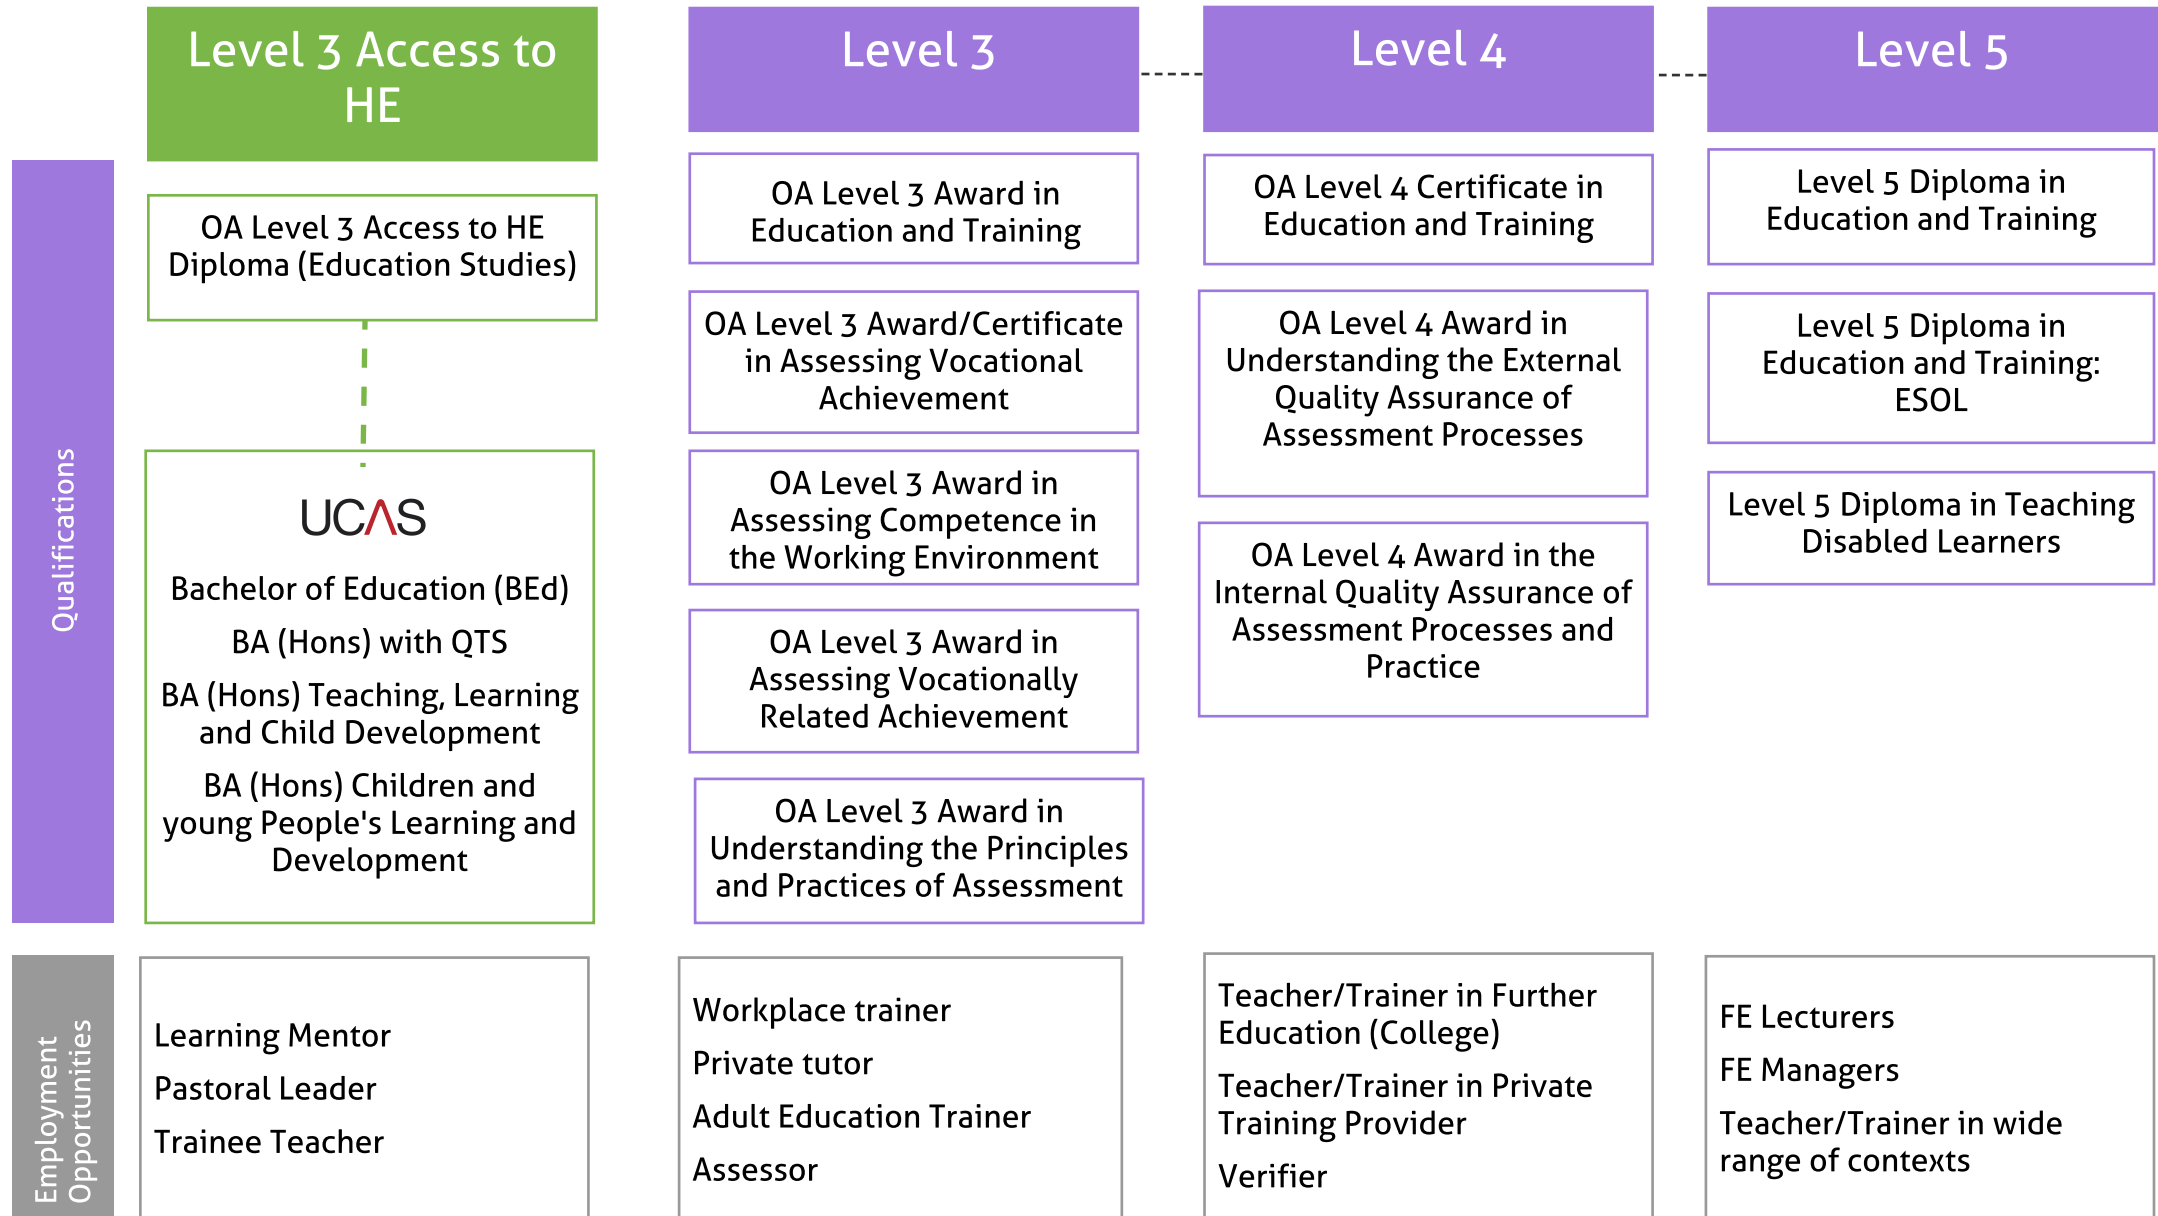 Level 3 Access to
HE
Level 3
Level 4
Level 5
Qualifications
OA Level 3 Access to HE
Diploma (Education Studies)
UCAS
Bachelor of Education (BEd)
BA (Hons) with QTS
BA (Hons) Teaching, Learning
and Child Development
BA (Hons) Children and
young People's Learning and
Development
OA Level 3 Award in
Education and Training
OA Level 3 Award/Certificate
in Assessing Vocational
Achievement
OA Level 3 Award in
Assessing Competence in
the Working Environment
OA Level 3 Award in
Assessing Vocationally
Related Achievement
OA Level 3 Award in
Understanding the Principles
and Practices of Assessment
OA Level 4 Certificate in
Education and Training
OA Level 4 Award in
Understanding the External
Quality Assurance of
Assessment Processes
OA Level 4 Award in the
Internal Quality Assurance of
Assessment Processes and
Practice
Level 5 Diploma in
Education and Training
Level 5 Diploma in
Education and Training:
ESOL
Level 5 Diploma in Teaching
Disabled Learners
Employment
Opportunities
Learning Mentor
Pastoral Leader
Trainee Teacher
Workplace trainer
Private tutor
Adult Education Trainer
Assessor
Teacher/Trainer in Further
Education (College)
Teacher/Trainer in Private
Training Provider
Verifier
FE Lecturers
FE Managers
Teacher/Trainer in wide
range of contexts